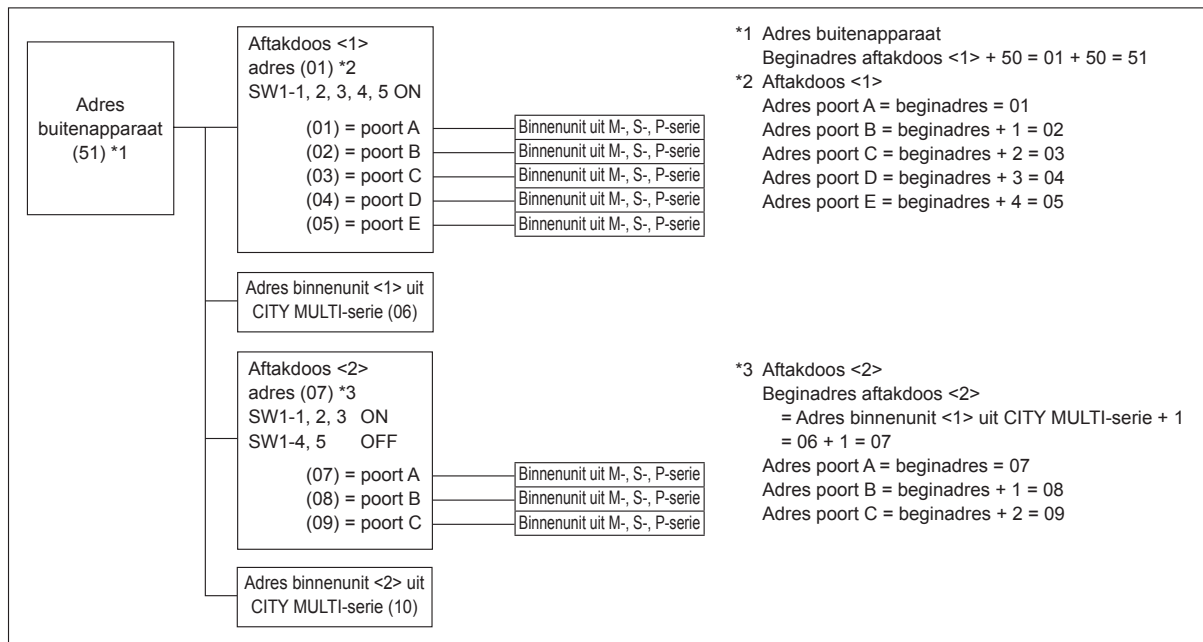 Adres
buitenapparaat
(51) *1
Aftakdoos <1>
adres (01) *2
SW1-1, 2, 3, 4, 5 ON
(01) = poort A
(02) = poort B
(03) = poort C
(04) = poort D
(05) = poort E
Binnenunit uit M-, S-, P-serie
Binnenunit uit M-, S-, P-serie
Binnenunit uit M-, S-, P-serie
Binnenunit uit M-, S-, P-serie
Binnenunit uit M-, S-, P-serie
Adres binnenunit <1> uit
CITY MULTI-serie (06)
Aftakdoos <2>
adres (07) *3
SW1-1, 2, 3 ON
SW1-4, 5 OFF
(07) = poort A
(08) = poort B
(09) = poort C
Binnenunit uit M-, S-, P-serie
Binnenunit uit M-, S-, P-serie
Binnenunit uit M-, S-, P-serie
Adres binnenunit <2> uit
CITY MULTI-serie (10)
*1 Adres buitenapparaat
Beginadres aftakdoos <1> + 50 = 01 + 50 = 51
*2 Aftakdoos <1>
Adres poort A = beginadres = 01
Adres poort B = beginadres + 1 = 02
Adres poort C = beginadres + 2 = 03
Adres poort D = beginadres + 3 = 04
Adres poort E = beginadres + 4 = 05
*3 Aftakdoos <2>
Beginadres aftakdoos <2>
= Adres binnenunit <1> uit CITY MULTI-serie + 1
= 06 + 1 = 07
Adres poort A = beginadres = 07
Adres poort B = beginadres + 1 = 08
Adres poort C = beginadres + 2 = 09